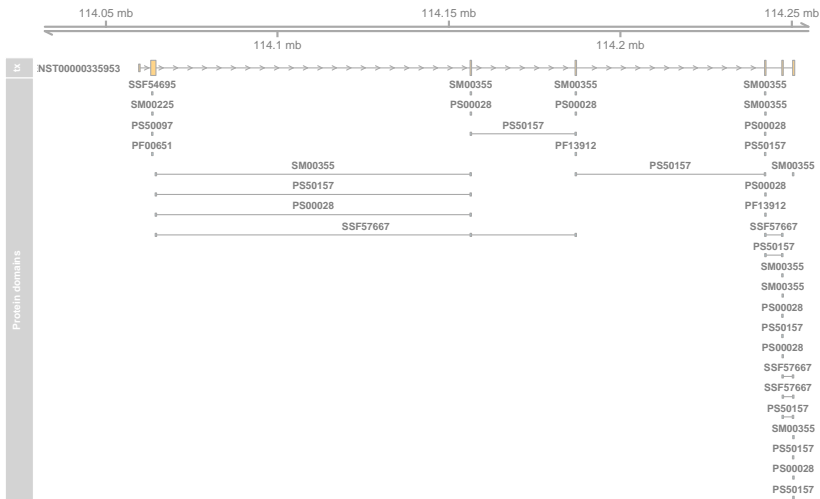 114.05 mb 114.15 mb 114.25 mb
114.1 mb 114.2 mb
tx
NST00000335953
Protein domains
SSF54695 SM00355 SM00355 SM00355
SM00225 PS00028 PS00028 SM00355
PS50097 PS50157 PS00028
PF00651 PF13912 PS50157
SM00355 PS50157 SM00355
PS50157 PS00028
PS00028 PF13912
SSF57667 SSF57667
PS50157
SM00355
SM00355
PS00028
PS50157
PS00028
SSF57667
SSF57667
PS50157
SM00355
PS50157
PS00028
PS50157